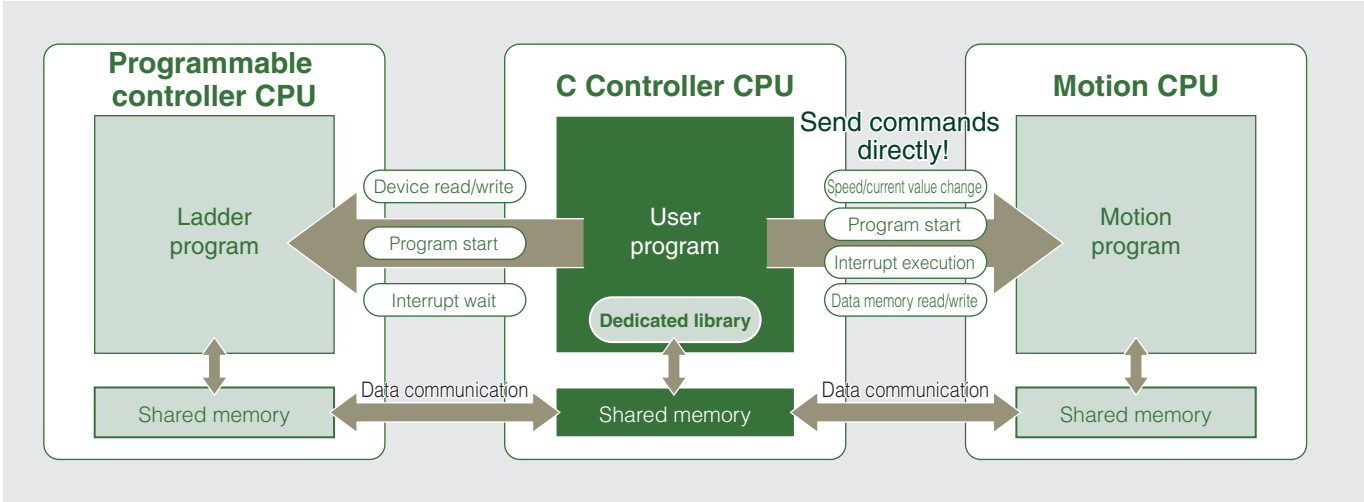 Programmable
controller CPU
Ladder
program
Shared memory
Device read/write
Program start
Interrupt wait
Data communication
C Controller CPU
User
program
Dedicated library
Shared memory
Send commands
directly!
Speed/current value change
Program start
Interrupt execution
Data memory read/write
Data communication
Motion CPU
Motion
program
Shared memory